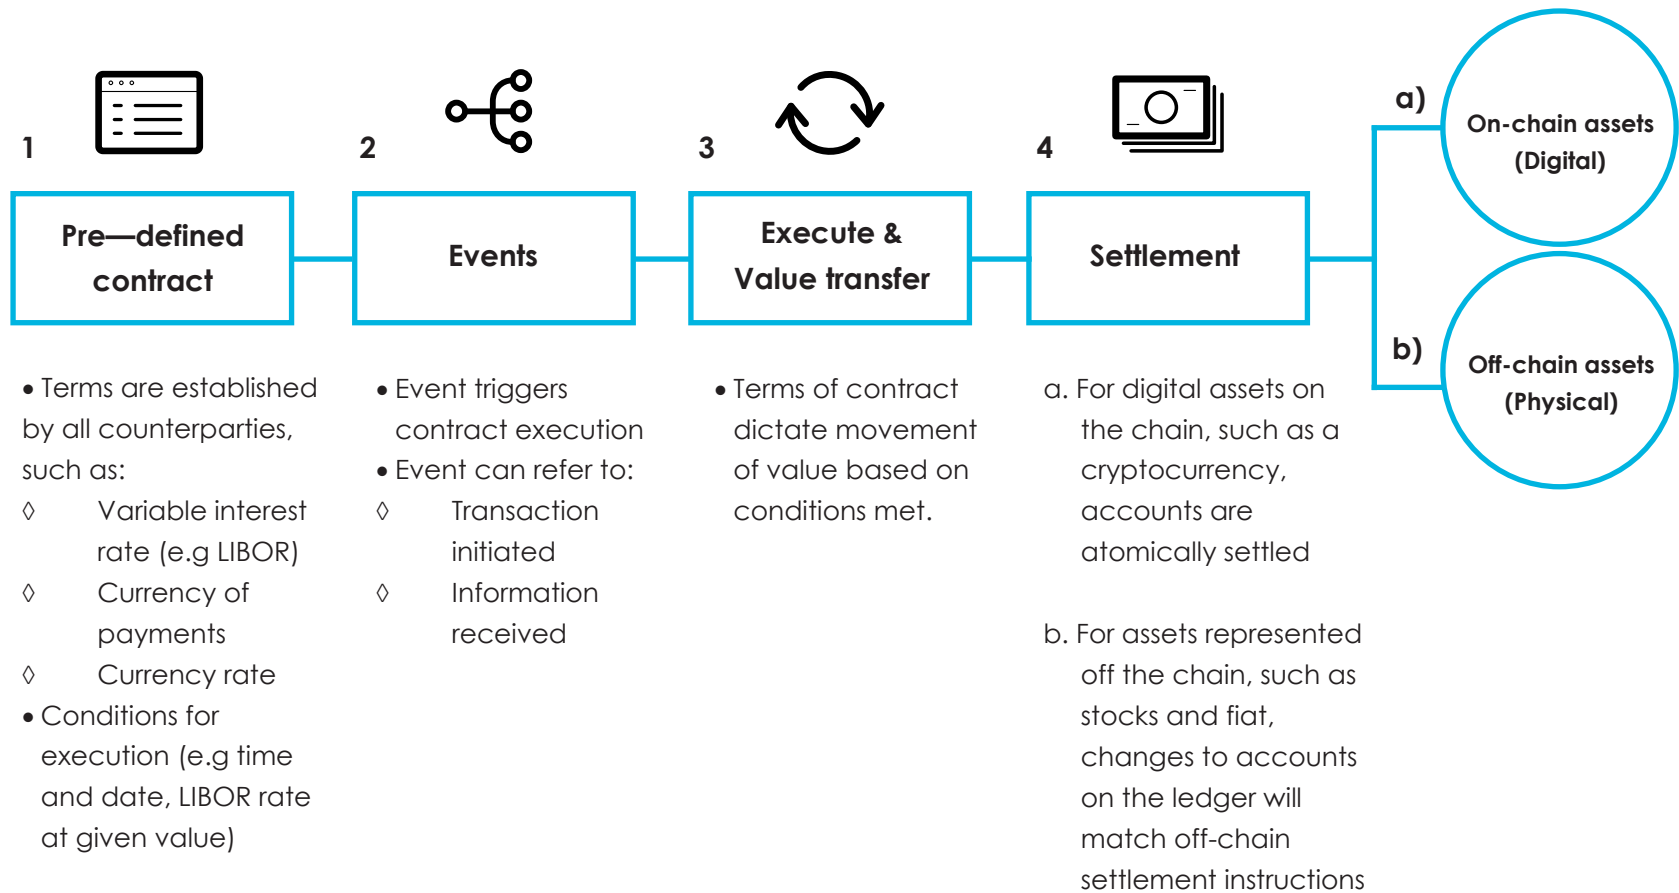 1
Pre—defined
contract
• Terms are established
by all counterparties,
such as:
◊ Variable interest
rate (e.g LIBOR)
◊ Currency of
payments
◊ Currency rate
• Conditions for
execution (e.g time
and date, LIBOR rate
at given value)
2
Events
• Event triggers
contract execution
• Event can refer to:
◊ Transaction
initiated
◊ Information
received
3
Execute &
Value transfer
• Terms of contract
dictate movement
of value based on
conditions met.
4
Settlement
a. For digital assets on
the chain, such as a
cryptocurrency,
accounts are
atomically settled
b. For assets represented
off the chain, such as
stocks and fiat,
changes to accounts
on the ledger will
match off-chain
settlement instructions
a)
On-chain assets
(Digital)
b)
Off-chain assets
(Physical)